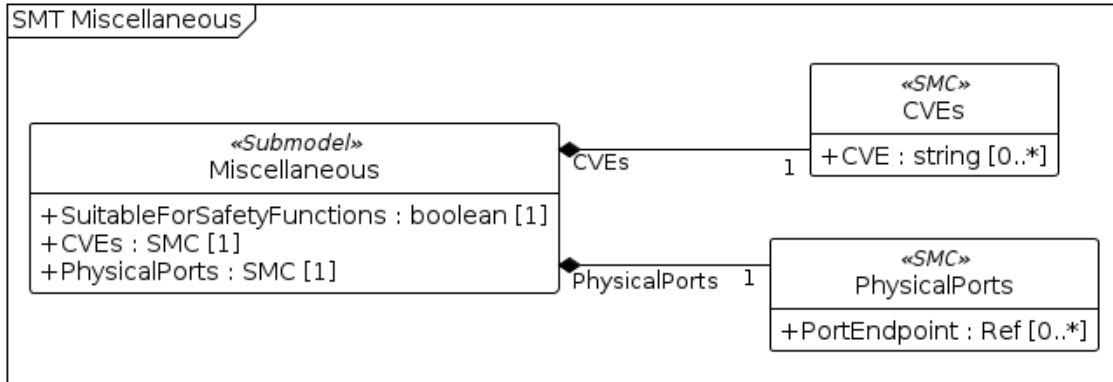 SMT Miscellaneous
«Submodel»
Miscellaneous
+SuitableForSafetyFunctions : boolean [1]
+CVEs : SMC [1]
+PhysicalPorts : SMC [1]
CVEs
1
«SMC»
CVEs
+CVE : string [0..*]
PhysicalPorts
1
«SMC»
PhysicalPorts
+PortEndpoint : Ref [0..*]